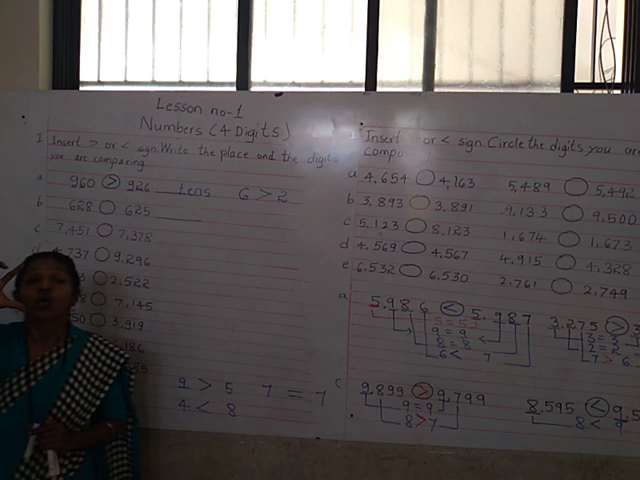 Lesson no-1
Numbers (4 Digits)
I Insert > or < sign. Write the place and the digits
you are comparing
a 960 > 926 tens 6 > 2
b 628 ○ 625
c 7,451 ○ 7,378
4,737 ○ 9,296
○ 2,522
○ 7,145
○ 3,919
9 > 5 7 = 7
4 < 8
Insert or < sign. Circle the digits you are
a 4,654 ○ 4,163 5,489 ○ 5,492
b 3,893 ○ 3,891 9,133 ○ 9,500
c 5,123 ○ 8,123 1,674 ○ 1,673
d 4,569 ○ 4,567 4,915 ○ 4,328
e 6,532 ○ 6,530 2,761 ○ 2,749
a 5,986 < 5,987 3,275 >
5 = 5
9 = 9
8 = 8 2 = 2
6 < 7 7 > 6
c 9,899 > 9,799 8,595 < 9,5
9 = 9 8 < 9
8 > 7